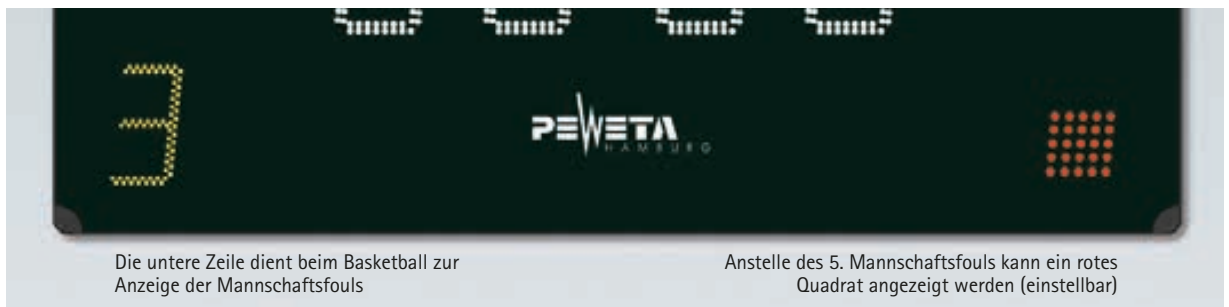 3
PEWETA
HAMBURG
Die untere Zeile dient beim Basketball zur
Anzeige der Mannschaftsfouls
Anstelle des 5. Mannschaftsfouls kann ein rotes
Quadrat angezeigt werden (einstellbar)